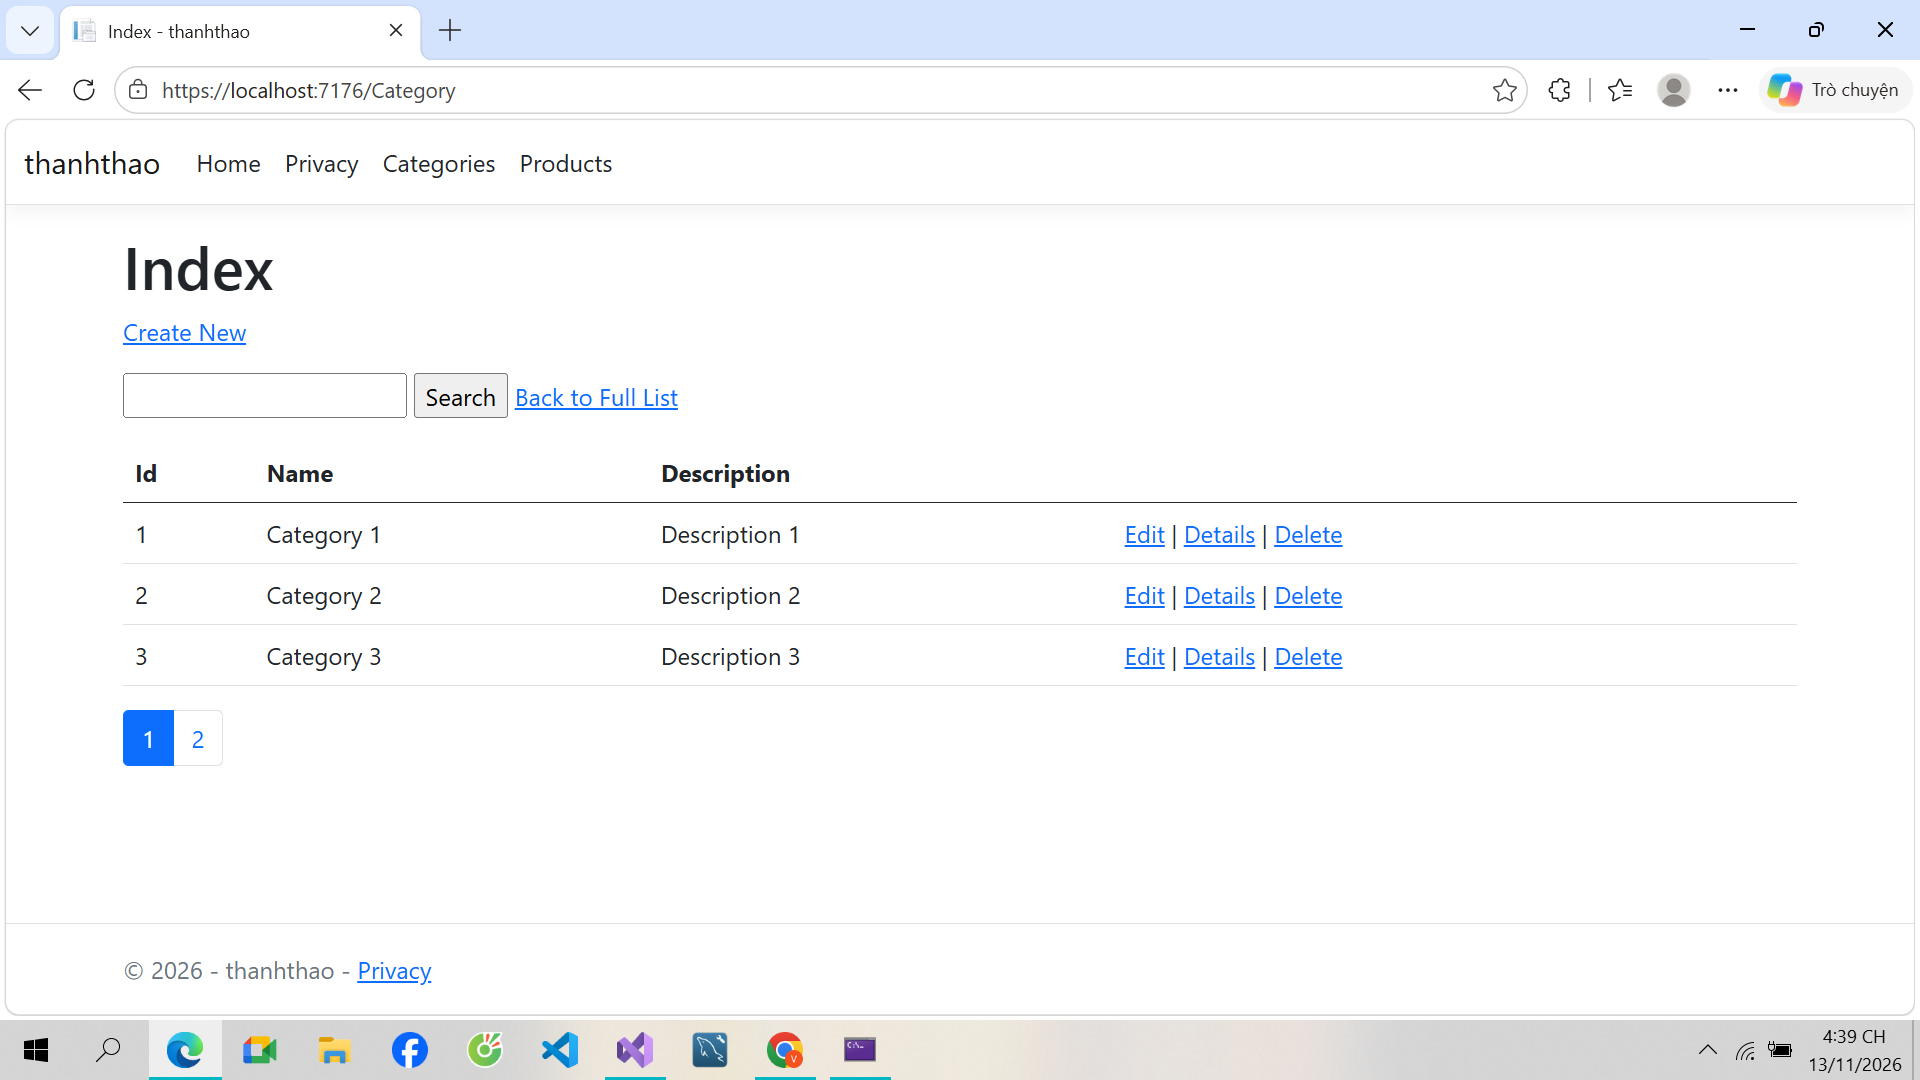 Index - thanhthao
https://localhost:7176/Category
Trò chuyện
thanhthao Home Privacy Categories Products
Index
Create New
Search Back to Full List
Id Name Description
1 Category 1 Description 1 Edit | Details | Delete
2 Category 2 Description 2 Edit | Details | Delete
3 Category 3 Description 3 Edit | Details | Delete
1 2
© 2026 - thanhthao - Privacy
4:39 CH
13/11/2026